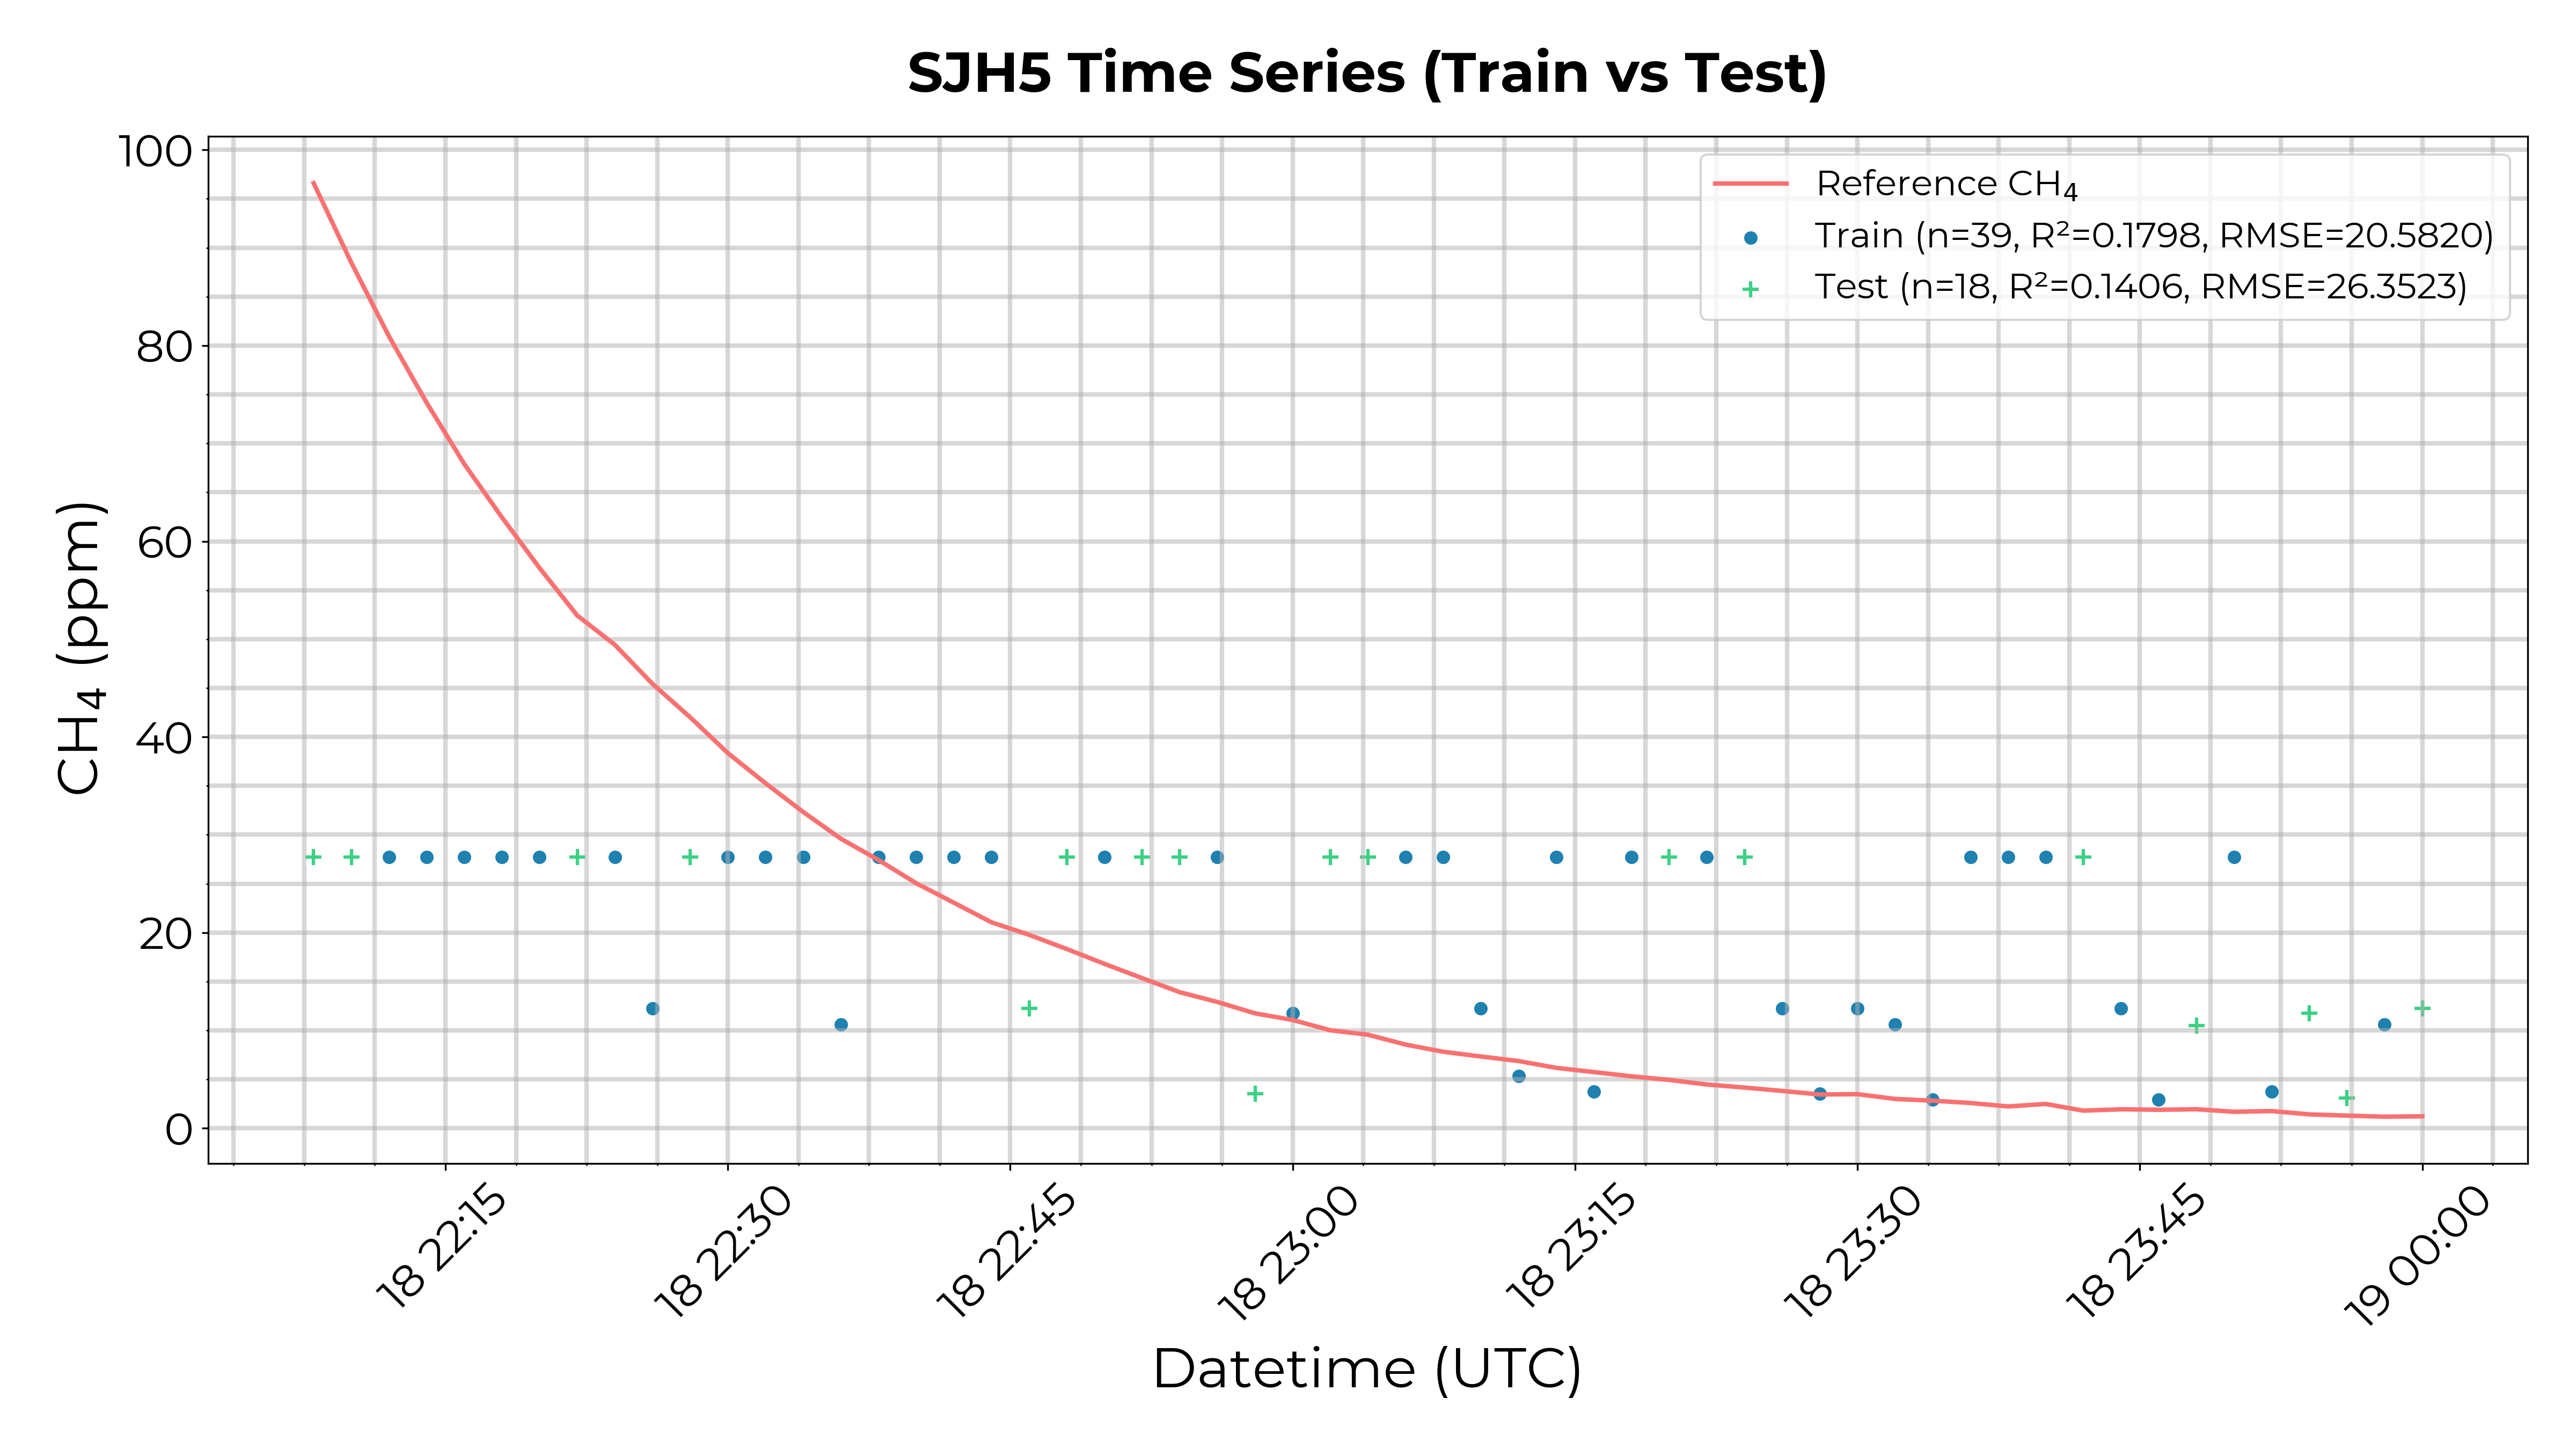 SJH5 Time Series (Train vs Test)
Reference CH₄
Train (n=39, R²=0.1798, RMSE=20.5820)
Test (n=18, R²=0.1406, RMSE=26.3523)
CH₄ (ppm)
100
80
60
40
20
0
18 22:15
18 22:30
18 22:45
18 23:00
18 23:15
18 23:30
18 23:45
19 00:00
Datetime (UTC)